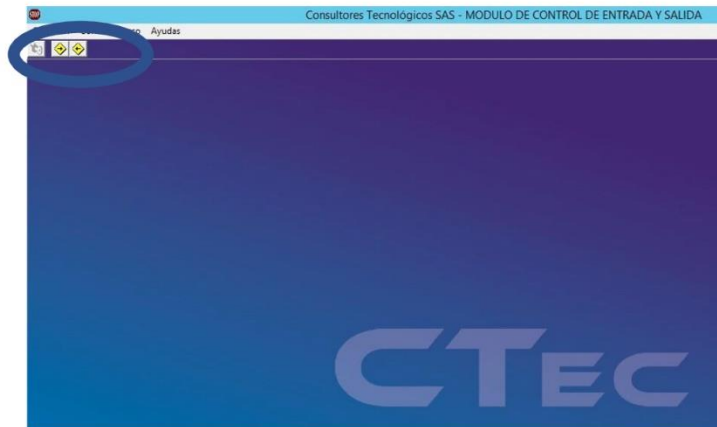 Consultores Tecnológicos SAS - MODULO DE CONTROL DE ENTRADA Y SALIDA
Ayudas
CTEC